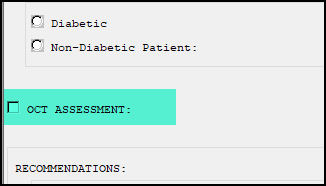 Diabetic
Non-Diabetic Patient:
OCT ASSESSMENT:
RECOMMENDATIONS: